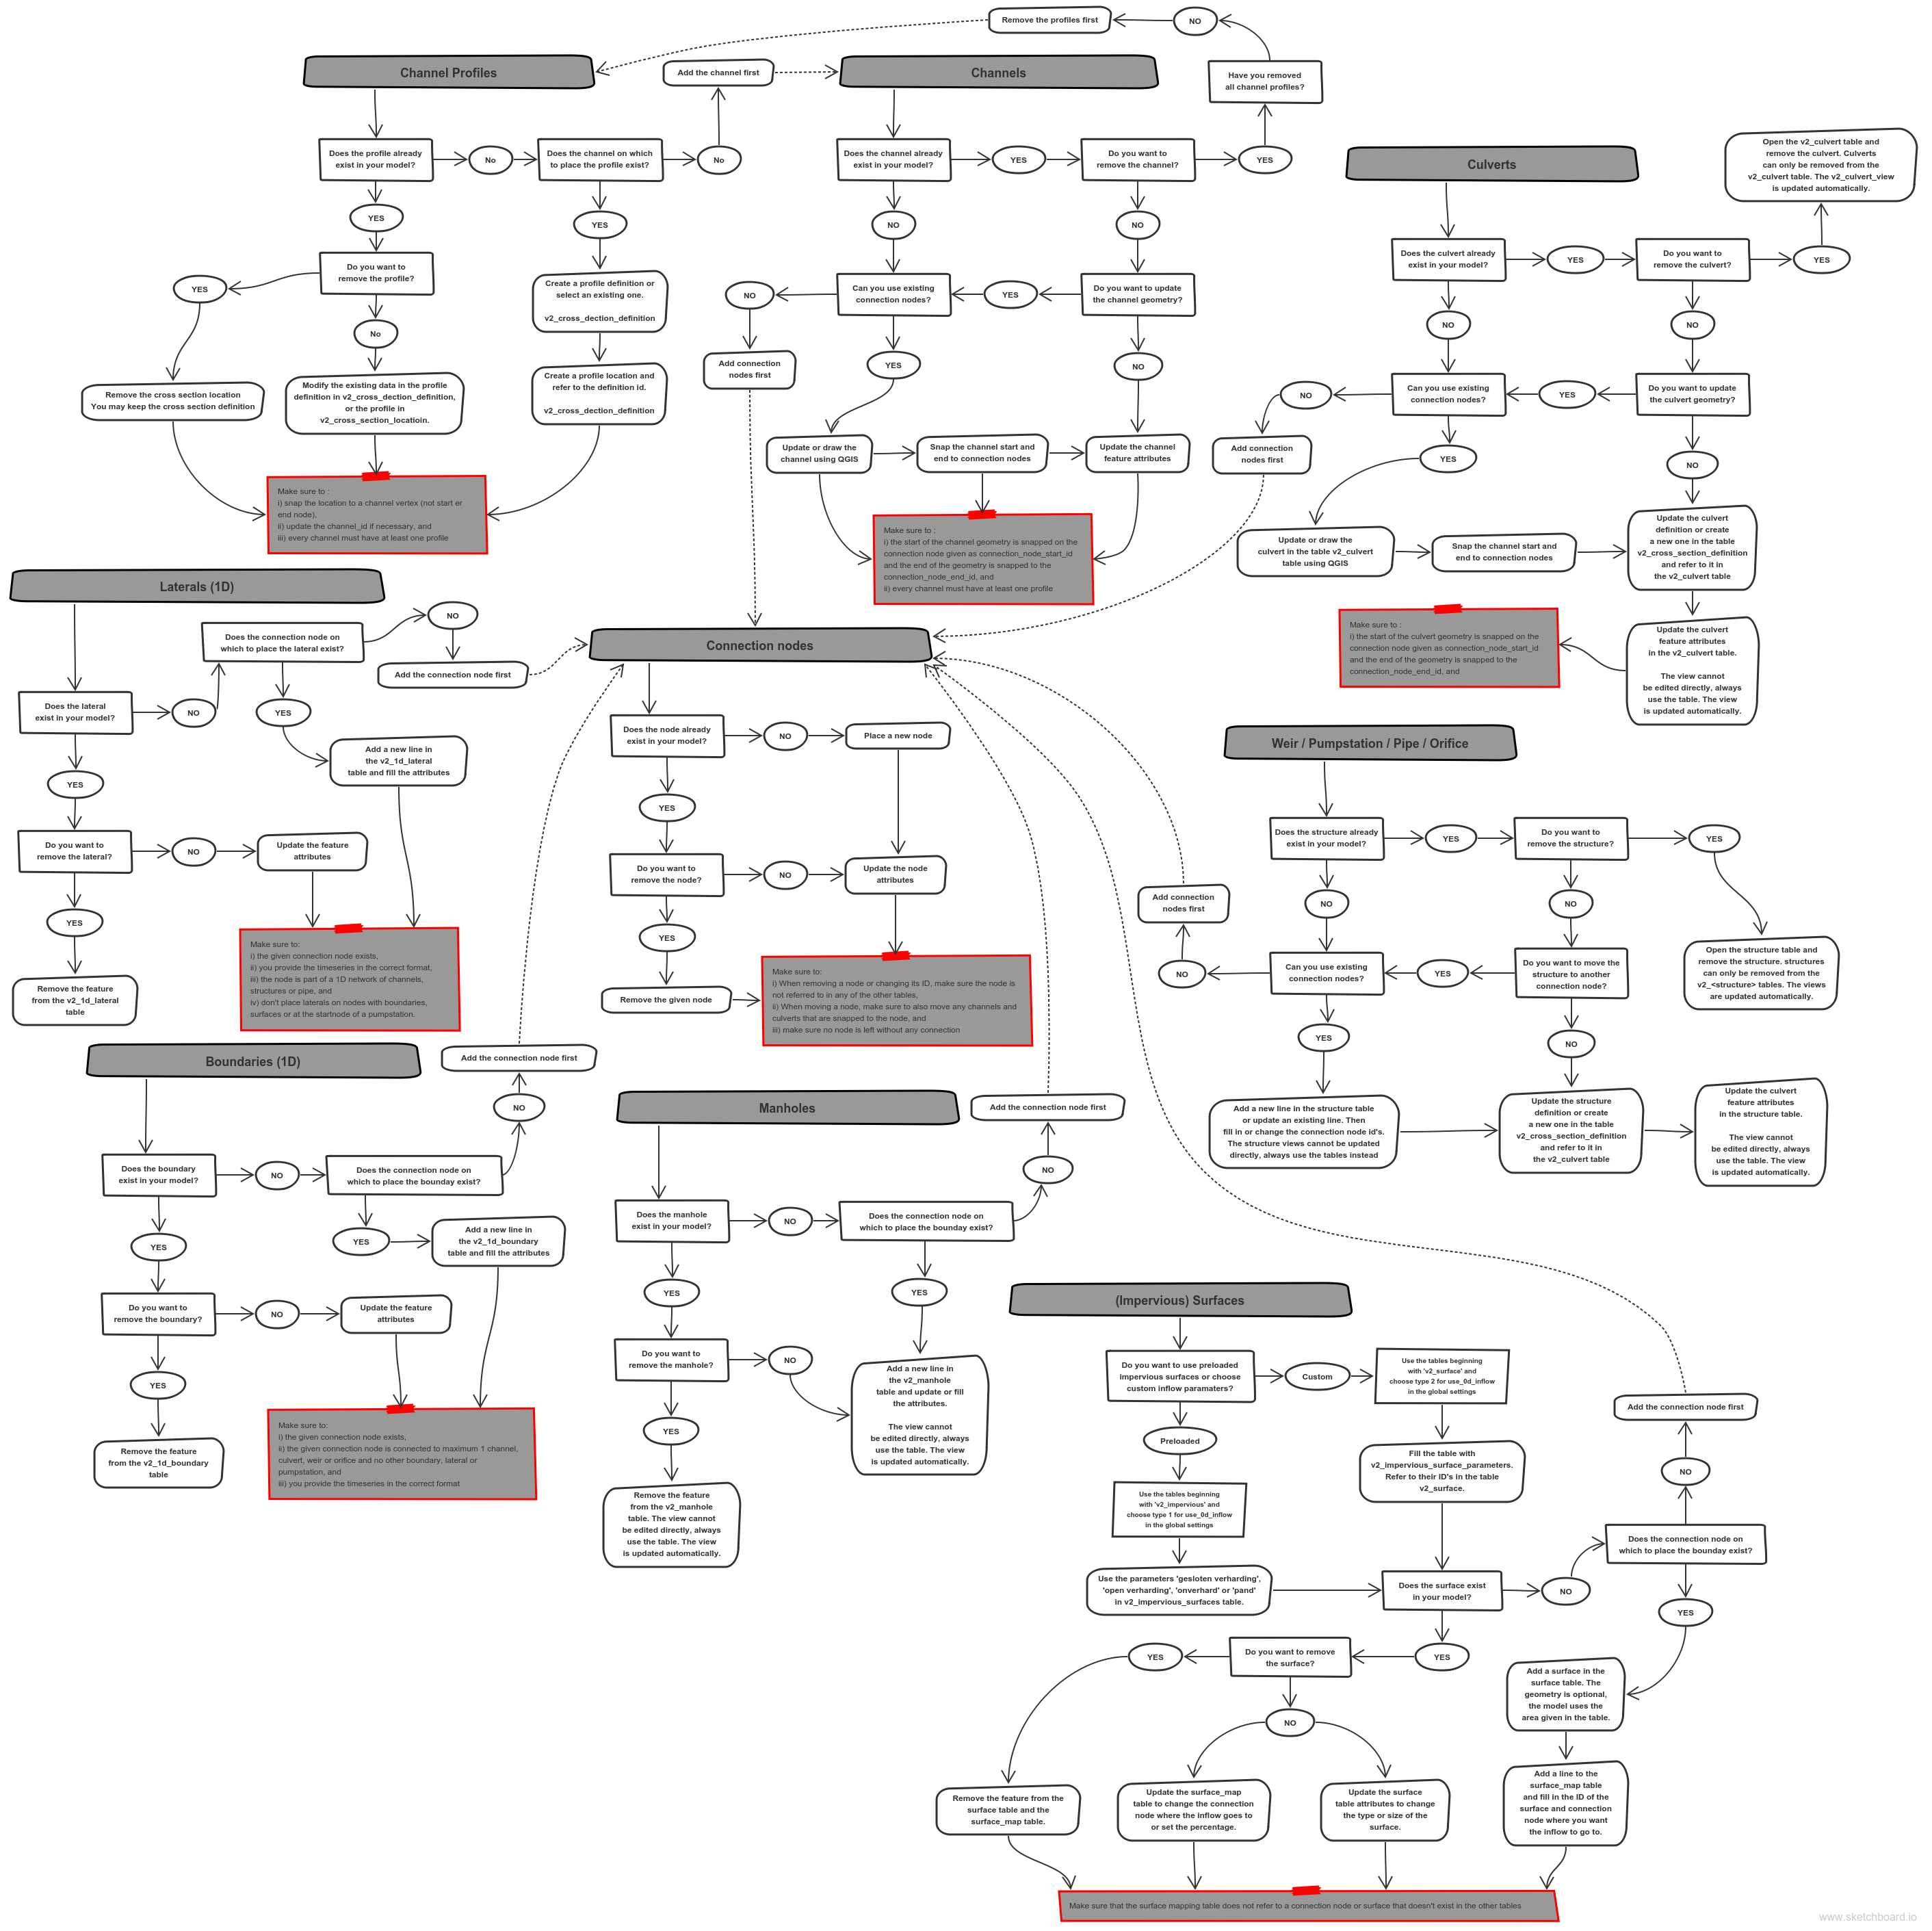 Remove the profiles first
NO
Channel Profiles
Add the channel first
Channels
Have you removed
all channel profiles?
Does the profile already
exist in your model?
No
Does the channel on which
to place the profile exist?
No
YES
Do you want to
remove the profile?
YES
No
YES
Create a profile definition or
select an existing one.
v2_cross_dection_definition
Create a profile location and
refer to the definition id.
v2_cross_dection_definition
Remove the cross section location
You may keep the cross section definition
Modify the existing data in the profile
definition in v2_cross_dection_definition,
or the profile in
v2_cross_section_locatioin.
Make sure to :
i) snap the location to a channel vertex (not start er
end node),
ii) update the channel_id if necessary, and
iii) every channel must have at least one profile
Does the channel already
exist in your model?
YES
Do you want to
remove the channel?
YES
NO
NO
Can you use existing
connection nodes?
YES
Do you want to update
the channel geometry?
NO
Add connection
nodes first
YES
NO
Update or draw the
channel using QGIS
Snap the channel start and
end to connection nodes
Update the channel
feature attributes
Make sure to :
i) the start of the channel geometry is snapped on the
connection node given as connection_node_start_id
and the end of the geometry is snapped to the
connection_node_end_id, and
ii) every channel must have at least one profile
Culverts
Open the v2_culvert table and
remove the culvert. Culverts
can only be removed from the
v2_culvert table. The v2_culvert_view
is updated automatically.
Does the culvert already
exist in your model?
YES
Do you want to
remove the culvert?
YES
NO
NO
Can you use existing
connection nodes?
YES
Do you want to update
the culvert geometry?
NO
Add connection
nodes first
YES
NO
Update or draw the
culvert in the table v2_culvert
table using QGIS
Snap the channel start and
end to connection nodes
Update the culvert
definition or create
a new one in the table
v2_cross_section_definition
and refer to it in
the v2_culvert table
Make sure to :
i) the start of the culvert geometry is snapped on the
connection node given as connection_node_start_id
and the end of the geometry is snapped to the
connection_node_end_id, and
Update the culvert
feature attributes
in the v2_culvert table.
The view cannot
be edited directly, always
use the table. The view
is updated automatically.
Laterals (1D)
Does the connection node on
which to place the lateral exist?
NO
Add the connection node first
Does the lateral
exist in your model?
NO
YES
Add a new line in
the v2_1d_lateral
table and fill the attributes
YES
Do you want to
remove the lateral?
NO
Update the feature
attributes
YES
Remove the feature
from the v2_1d_lateral
table
Make sure to:
i) the given connection node exists,
ii) you provide the timeseries in the correct format,
iii) the node is part of a 1D network of channels,
structures or pipe, and
iv) don't place laterals on nodes with boundaries,
surfaces or at the startnode of a pumpstation.
Connection nodes
Does the node already
exist in your model?
NO
Place a new node
YES
Do you want to
remove the node?
NO
Update the node
attributes
YES
Remove the given node
Make sure to:
i) When removing a node or changing its ID, make sure the node is
not referred to in any of the other tables,
ii) When moving a node, make sure to also move any channels and
culverts that are snapped to the node, and
iii) make sure no node is left without any connection
Weir / Pumpstation / Pipe / Orifice
Does the structure already
exist in your model?
YES
Do you want to
remove the structure?
YES
NO
NO
Add connection
nodes first
NO
Can you use existing
connection nodes?
YES
Do you want to move the
structure to another
connection node?
Open the structure table and
remove the structure. structures
can only be removed from the
v2_<structure> tables. The views
are updated automatically.
YES
NO
Add a new line in the structure table
or update an existing line. Then
fill in or change the connection node id's.
The structure views cannot be updated
directly, always use the tables instead
Update the structure
definition or create
a new one in the table
v2_cross_section_definition
and refer to it in
the v2_culvert table
Update the culvert
feature attributes
in the structure table.
The view cannot
be edited directly, always
use the table. The view
is updated automatically.
Boundaries (1D)
Add the connection node first
NO
Does the boundary
exist in your model?
NO
Does the connection node on
which to place the bounday exist?
YES
YES
Add a new line in
the v2_1d_boundary
table and fill the attributes
Do you want to
remove the boundary?
NO
Update the feature
attributes
YES
Remove the feature
from the v2_1d_boundary
table
Make sure to:
i) the given connection node exists,
ii) the given connection node is connected to maximum 1 channel,
culvert, weir or orifice and no other boundary, lateral or
pumpstation, and
iii) you provide the timeseries in the correct format
Manholes
Add the connection node first
NO
Does the manhole
exist in your model?
NO
Does the connection node on
which to place the bounday exist?
YES
YES
Do you want to
remove the manhole?
NO
Add a new line in
the v2_manhole
table and update or fill
the attributes.
The view cannot
be edited directly, always
use the table. The view
is updated automatically.
YES
Remove the feature
from the v2_manhole
table. The view cannot
be edited directly, always
use the table. The view
is updated automatically.
(Impervious) Surfaces
Do you want to use preloaded
impervious surfaces or choose
custom inflow paramaters?
Custom
Use the tables beginning
with 'v2_surface' and
choose type 2 for use_0d_inflow
in the global settings
Add the connection node first
Preloaded
Fill the table with
v2_impervious_surface_parameters.
Refer to their ID's in the table
v2_surface.
NO
Use the tables beginning
with 'v2_impervious' and
choose type 1 for use_0d_inflow
in the global settings
Does the connection node on
which to place the bounday exist?
Use the parameters 'gesloten verharding',
'open verharding', 'onverhard' or 'pand'
in v2_impervious_surfaces table.
Does the surface exist
in your model?
NO
YES
YES
Do you want to remove
the surface?
YES
NO
Add a surface in the
surface table. The
geometry is optional,
the model uses the
area given in the table.
Remove the feature from the
surface table and the
surface_map table.
Update the surface_map
table to change the connection
node where the inflow goes to
or set the percentage.
Update the surface
table attributes to change
the type or size of the
surface.
Add a line to the
surface_map table
and fill in the ID of the
surface and connection
node where you want
the inflow to go to.
Make sure that the surface mapping table does not refer to a connection node or surface that doesn't exist in the other tables
www.sketchboard.io